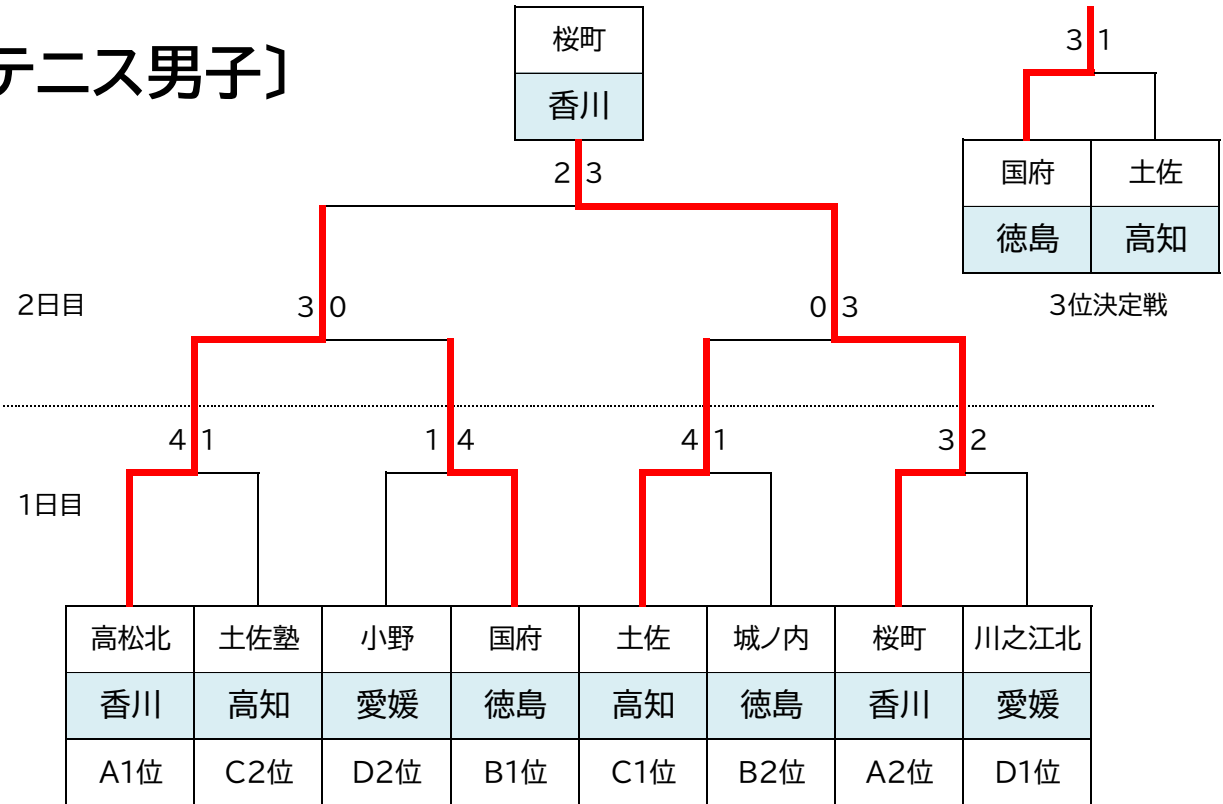 テニス男子〕
桜町
香川
2 3
3 1
国府 土佐
徳島 高知
3位決定戦
2日目
3 0
0 3
4 1
1 4
4 1
3 2
1日目
高松北 土佐塾 小野 国府 土佐 城ノ内 桜町 川之江北
香川 高知 愛媛 徳島 高知 徳島 香川 愛媛
A1位 C2位 D2位 B1位 C1位 B2位 A2位 D1位